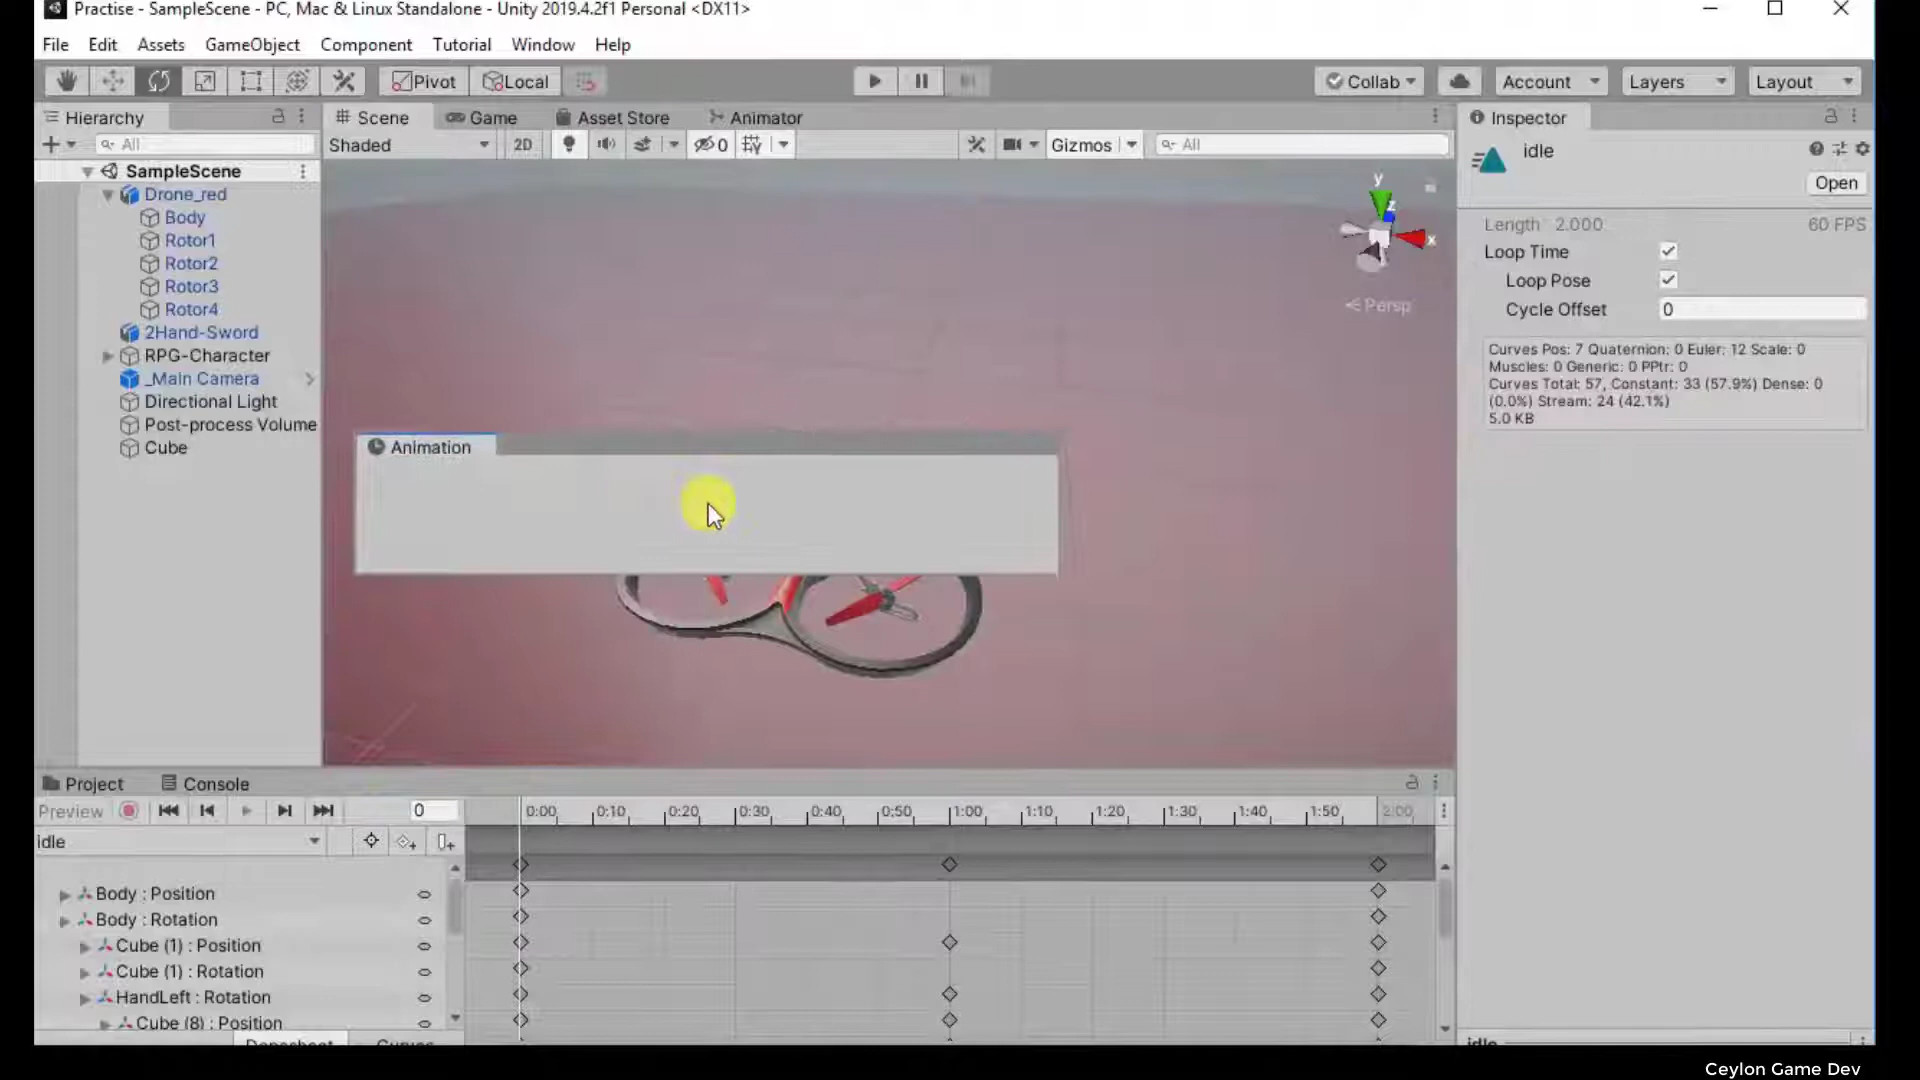 Practise - SampleScene - PC, Mac & Linux Standalone - Unity 2019.4.2f1 Personal <DX11>
File Edit Assets GameObject Component Tutorial Window Help
Pivot Local Collab Account Layers Layout
Hierarchy Scene Game Asset Store Animator Inspector
All Shaded 2D 0 Gizmos All
idle
Open
SampleScene
Drone_red
Body
Rotor1
Rotor2
Rotor3
Rotor4
2Hand-Sword
RPG-Character
_Main Camera
Directional Light
Post-process Volume
Cube
y
z
x
Persp
Length 2.000 60 FPS
Loop Time
Loop Pose
Cycle Offset 0
Curves Pos: 7 Quaternion: 0 Euler: 12 Scale: 0
Muscles: 0 Generic: 0 PPtr: 0
Curves Total: 57, Constant: 33 (57.9%) Dense: 0
(0.0%) Stream: 24 (42.1%)
5.0 KB
Animation
Project Console
Preview 0 0:00 0:10 0:20 0:30 0:40 0:50 1:00 1:10 1:20 1:30 1:40 1:50 2:00
idle
Body : Position
Body : Rotation
Cube (1) : Position
Cube (1) : Rotation
HandLeft : Rotation
Cube (8) : Position
Dopesheet Curves
idle
Ceylon Game Dev